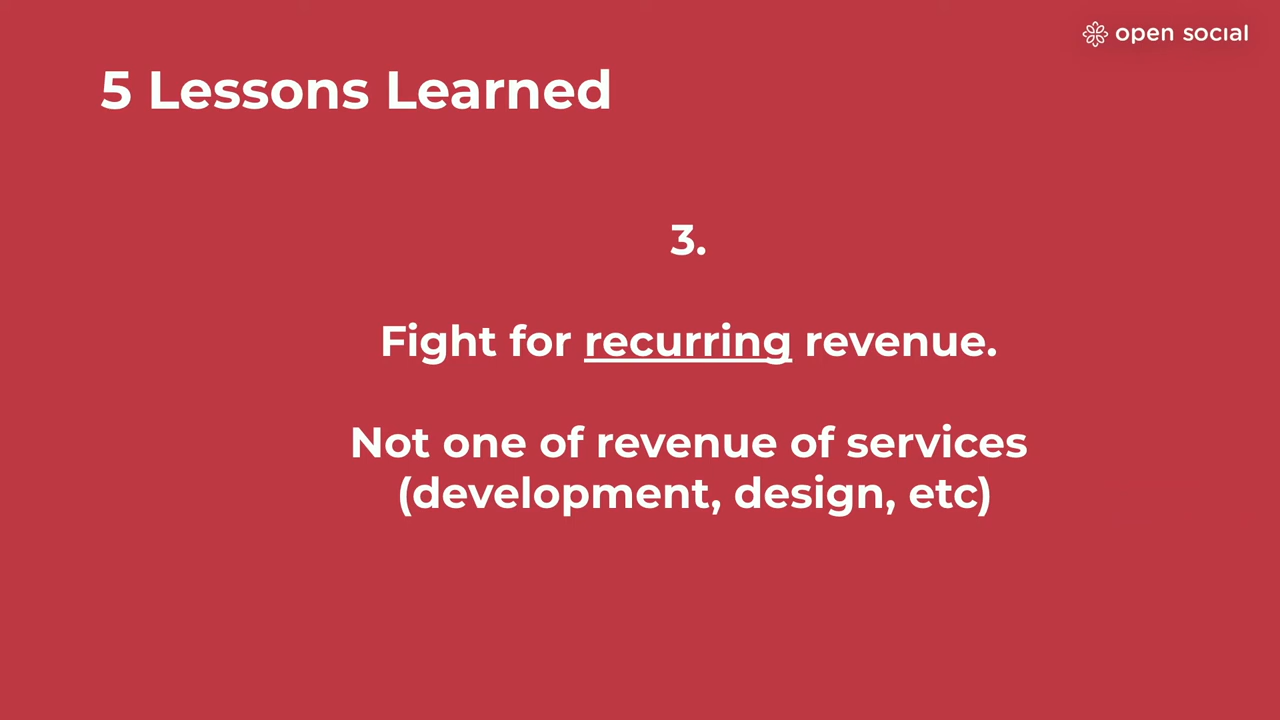 open social
5 Lessons Learned
3.
Fight for recurring revenue.
Not one of revenue of services
(development, design, etc)